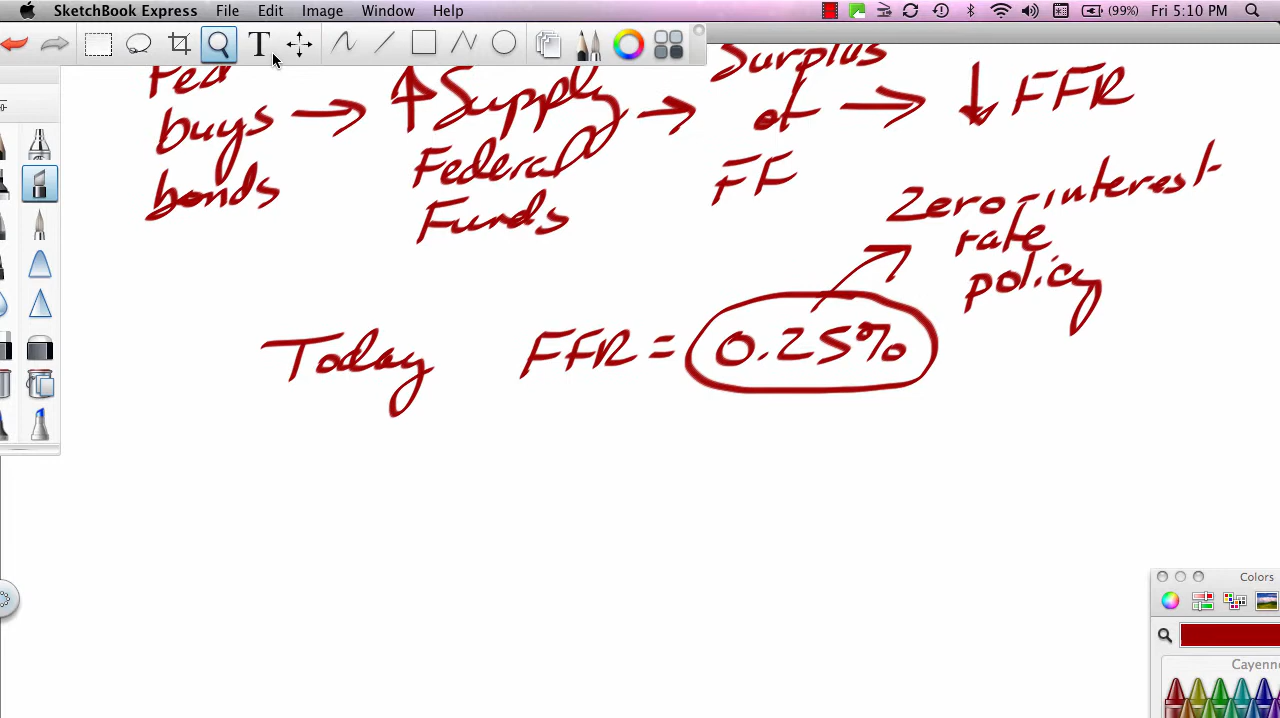 SketchBook Express File Edit Image Window Help (99%) Fri 5:10 PM
T
Fed buys bonds → ↑ Supply Federal Funds → Surplus of FF → ↓ FFR
Zero-interest
rate
policy
Today FFR = 0.25%
Colors
Cayenn